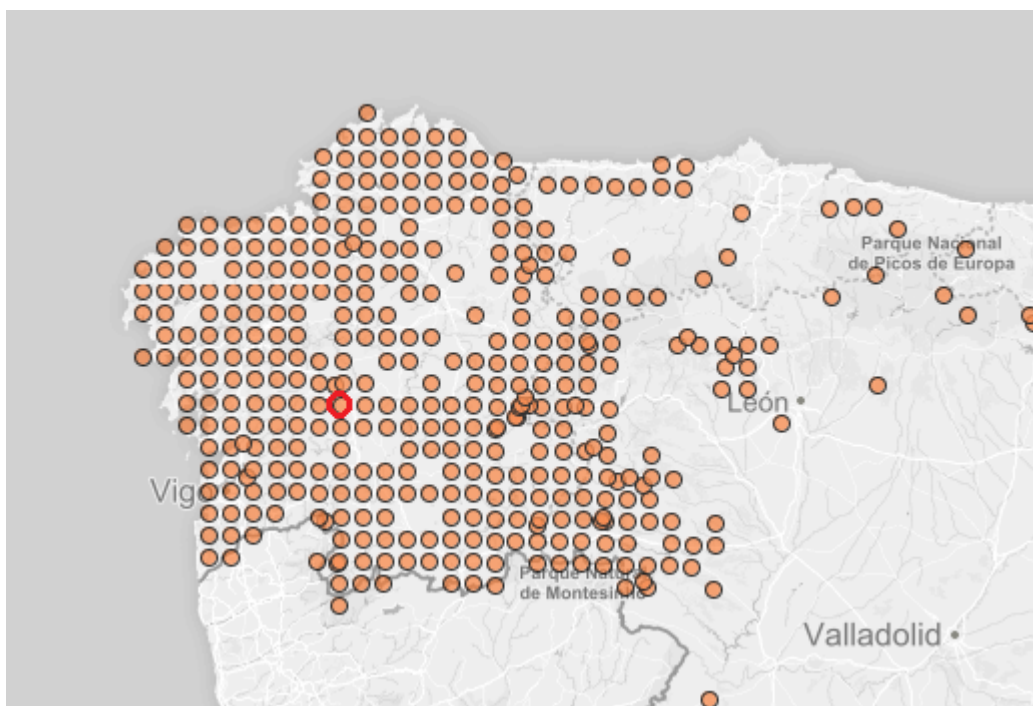 Parque Nacional
de Picos de Europa
León
Vigo
Parque Natural
de Montesinho
Valladolid